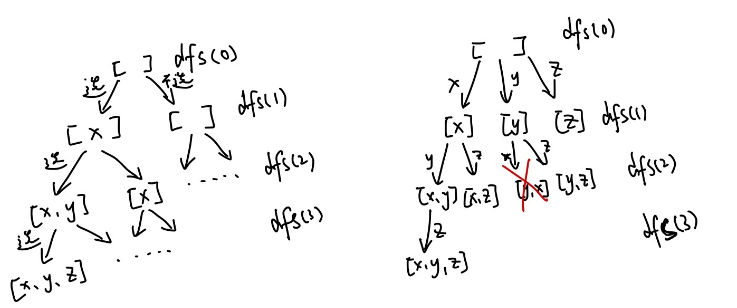 [ ] dfs(0)
选 不选
[x] [ ] dfs(1)
选
[x,y] [x] ..... dfs(2)
选
[x,y,z] ..... dfs(3)
[ ] dfs(0)
x y z
[x] [y] [z] dfs(1)
y z x z
[x,y] [x,z] [y,x] [y,z] dfs(2)
z
[x,y,z] dfs(3)